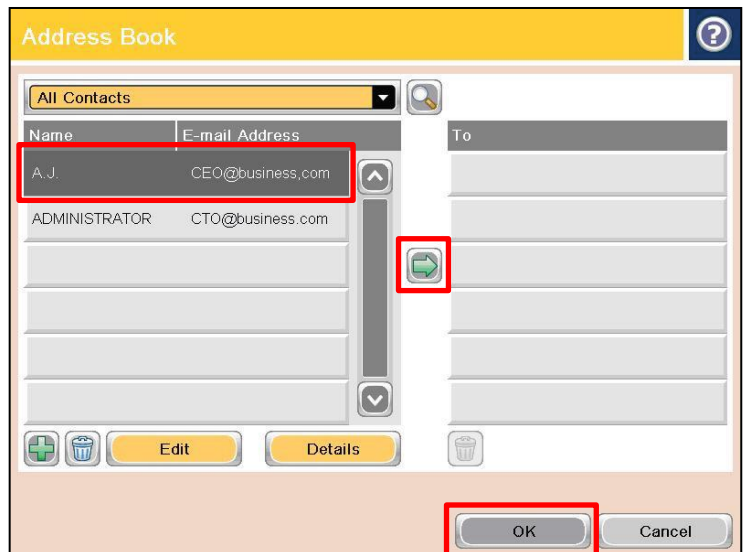 Address Book
?
All Contacts
Name E-mail Address To
A.J. CEO@business,com
ADMINISTRATOR CTO@business.com
Edit Details
OK Cancel